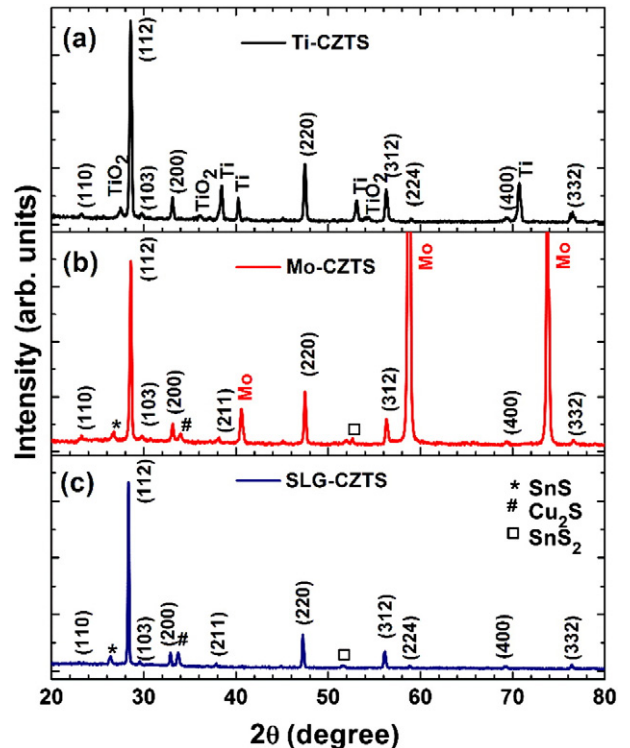 (a)
Ti-CZTS
(110)
TiO2
(112)
(103)
(200)
TiO2
Ti
Ti
(220)
Ti
TiO2
(312)
(224)
(400)
Ti
(332)
(b)
Mo-CZTS
(110)
*
(112)
(103)
(200)
#
(211)
Mo
(220)
□
(312)
Mo
(400)
Mo
(332)
(c)
SLG-CZTS
* SnS
# Cu2S
□ SnS2
(110)
*
(112)
(103)
(200)
#
(211)
(220)
□
(312)
(224)
(400)
(332)
Intensity (arb. units)
20 30 40 50 60 70 80
2θ (degree)